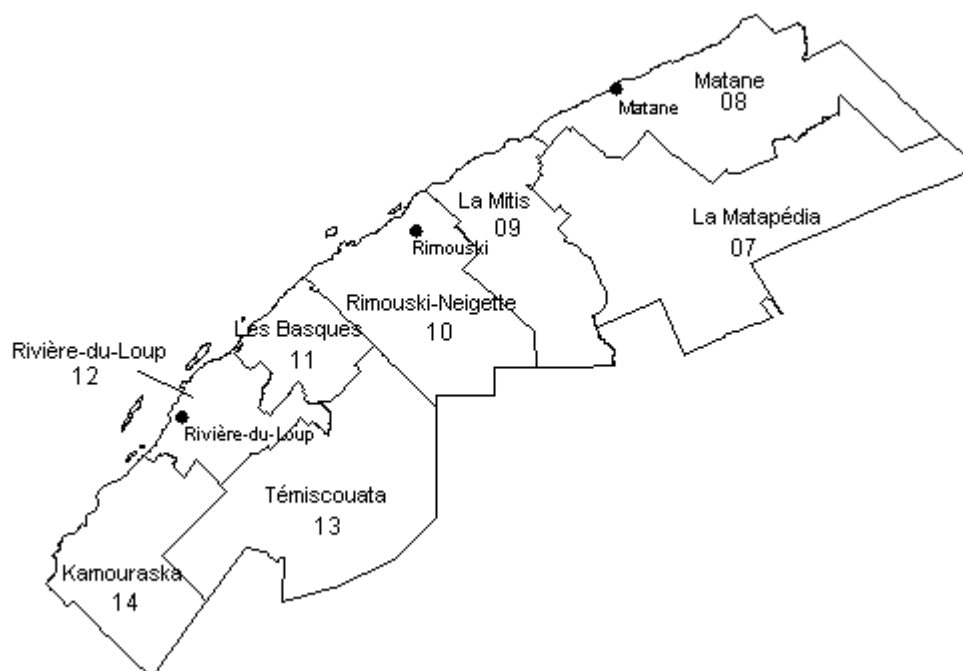 Matane
08
Matane
La Mitis
09
La Matapédia
07
Rimouski
Rimouski-Neigette
10
Les Basques
11
Rivière-du-Loup
12
Rivière-du-Loup
Témiscouata
13
Kamouraska
14